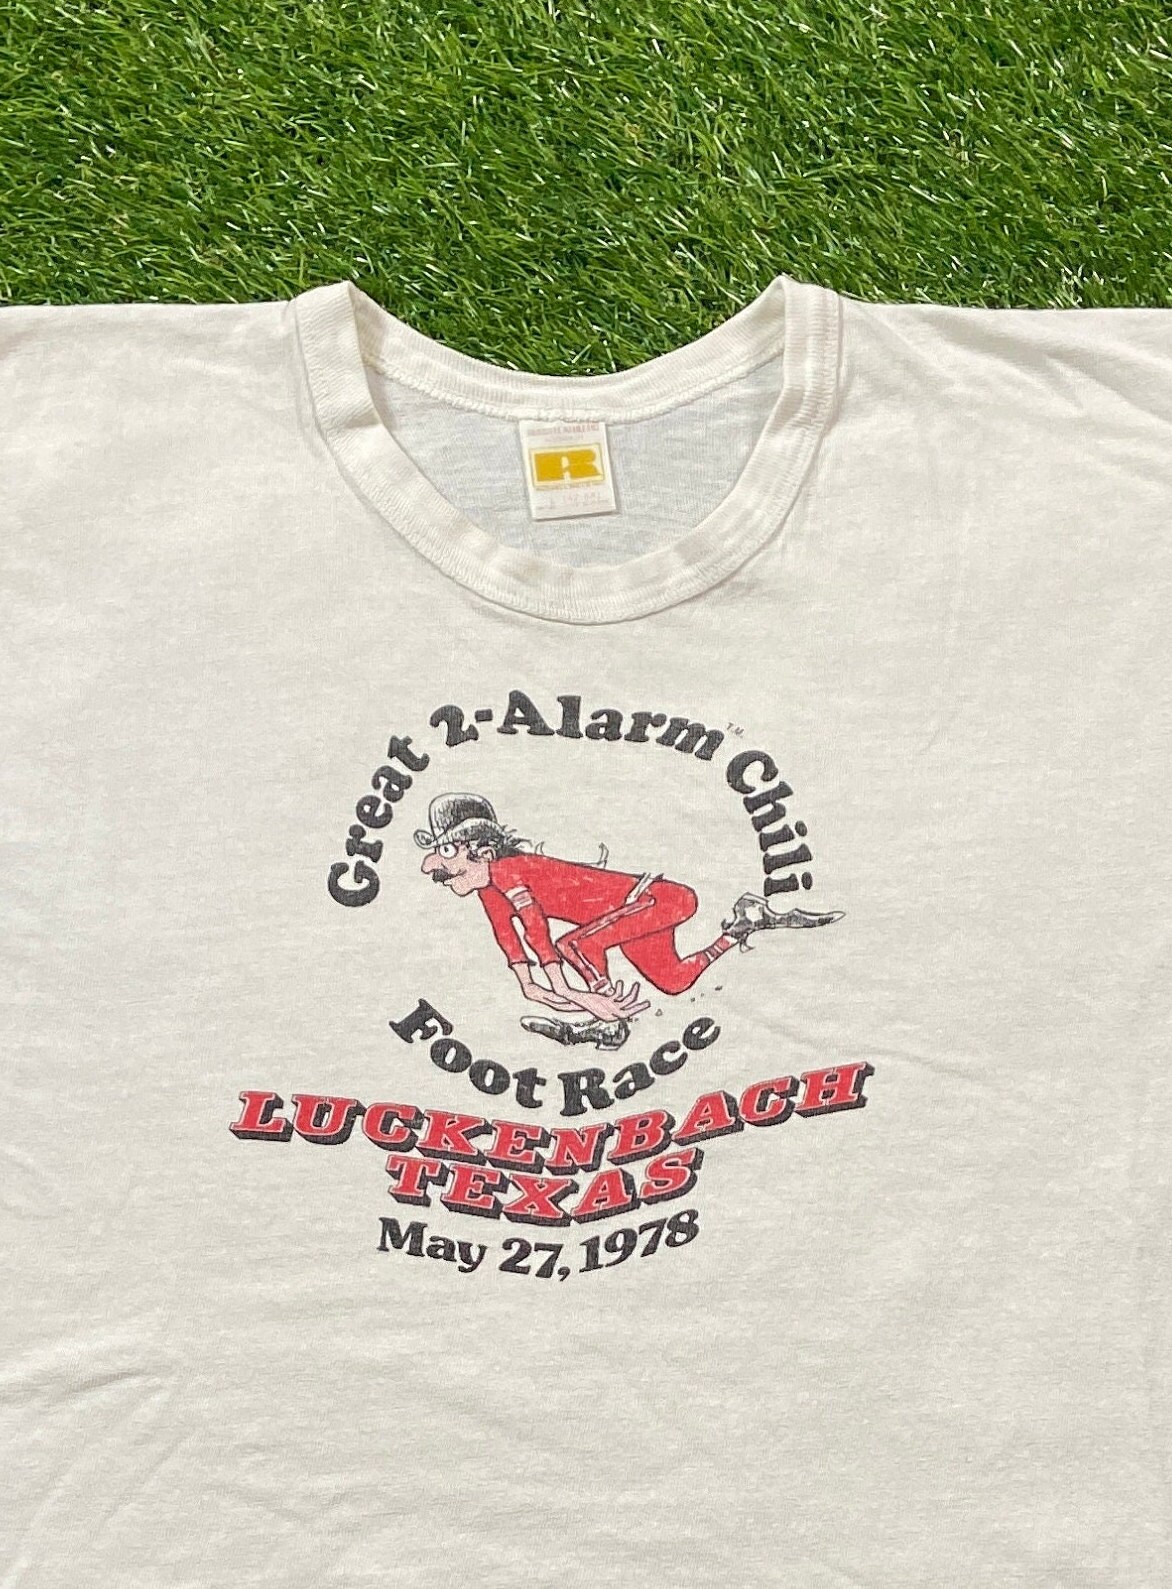 R
Great 2-Alarm™ Chili
Foot Race
LUCKENBACH
TEXAS
May 27, 1978